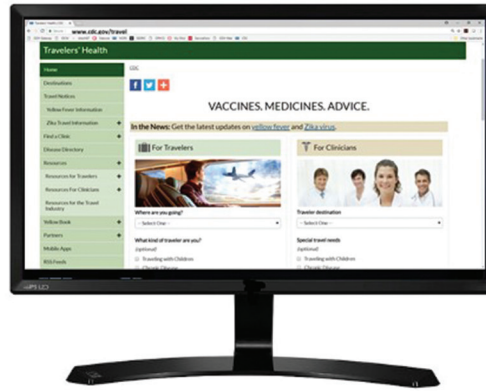 www.cdc.gov/travel
Travelers' Health
Home
CDC
Destinations
Travel Notices
Yellow Fever Information
Zika Travel Information
Find a Clinic
Disease Directory
Resources
Resources for Travelers
Resources For Clinicians
Resources for the Travel
Industry
Yellow Book
Partners
Mobile Apps
RSS Feeds
VACCINES. MEDICINES. ADVICE.
In the News: Get the latest updates on yellow fever and Zika virus.
For Travelers
Where are you going?
- Select One -
What kind of traveler are you?
(optional)
Traveling with Children
Chronic Disease
For Clinicians
Traveler destination
- Select One -
Special travel needs
(optional)
Traveling with Children
Chronic Disease